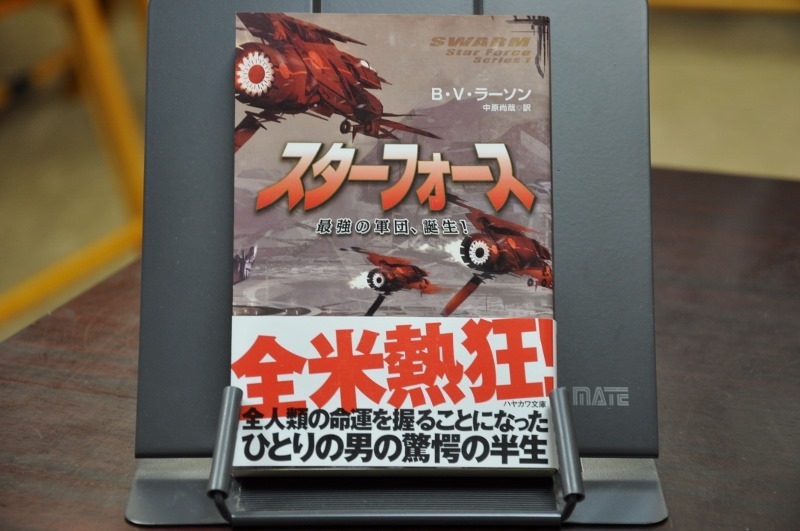 SWARM
Star Force
Series 1
B・V・ラーソン
中原尚哉◎訳
スターフォース
最強の軍団、誕生!
全米熱狂!
ハヤカワ文庫
全人類の命運を握ることになった
ひとりの男の驚愕の半生
MATE